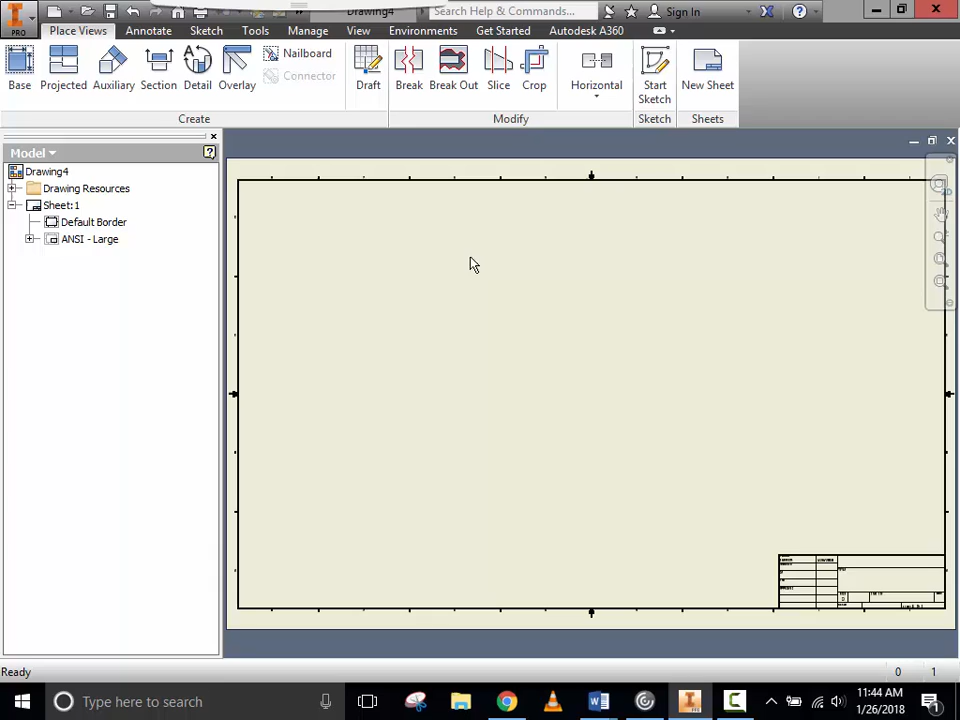 Drawing4
Search Help & Commands...
Sign In
PRO
Place Views
Annotate
Sketch
Tools
Manage
View
Environments
Get Started
Autodesk A360
Base
Projected
Auxiliary
Section
Detail
Overlay
Nailboard
Connector
Draft
Break
Break Out
Slice
Crop
Horizontal
Start
Sketch
New Sheet
Create
Modify
Sketch
Sheets
Model
Drawing4
Drawing Resources
Sheet:1
Default Border
ANSI - Large
Ready
0
1
Type here to search
11:44 AM
1/26/2018